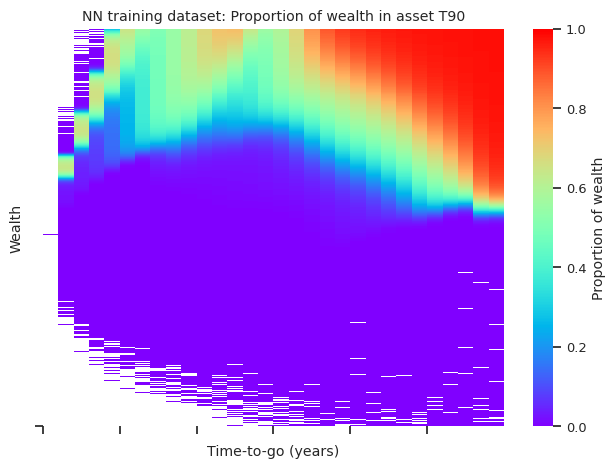 NN training dataset: Proportion of wealth in asset T90
Wealth
Time-to-go (years)
1.0
0.8
0.6
0.4
0.2
0.0
Proportion of wealth